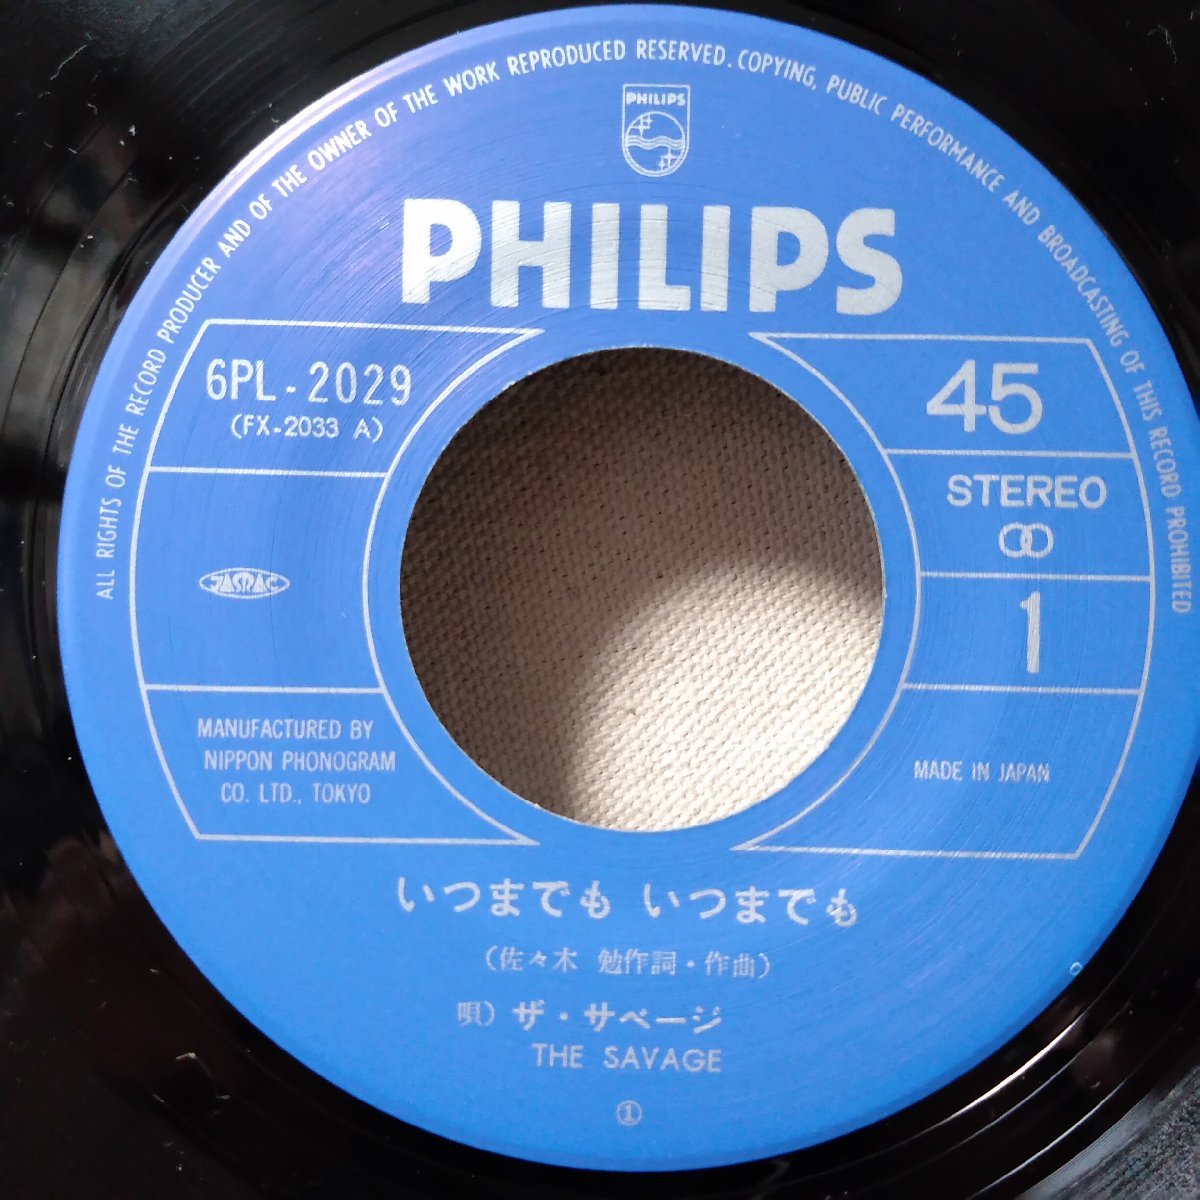 ALL RIGHTS OF THE RECORD PRODUCER AND OF THE OWNER OF THE WORK REPRODUCED RESERVED. COPYING, PUBLIC PERFORMANCE AND BROADCASTING OF THIS RECORD PROHIBITED
PHILIPS
PHILIPS
6PL-2029
(FX-2033 A)
45
STEREO
1
JASRAC
MANUFACTURED BY
NIPPON PHONOGRAM
CO. LTD., TOKYO
MADE IN JAPAN
いつまでも いつまでも
(佐々木 勉作詞・作曲)
唄) ザ・サベージ
THE SAVAGE
①